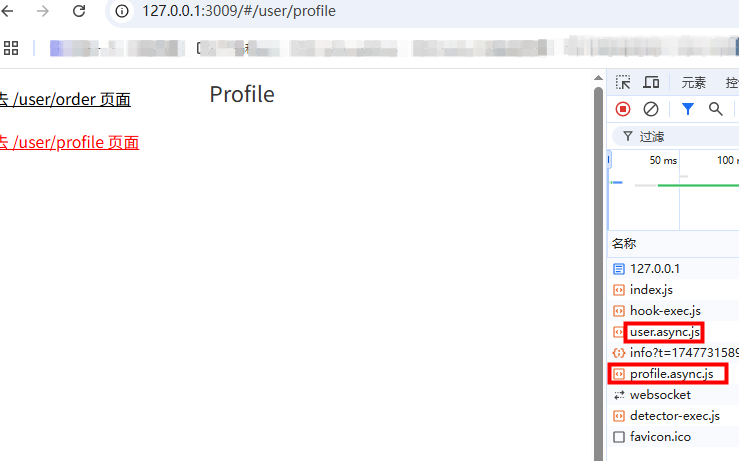 127.0.0.1:3009/#/user/profile
去 /user/order 页面
Profile
去 /user/profile 页面
元素
过滤
50 ms
100
名称
127.0.0.1
index.js
hook-exec.js
user.async.js
info?t=1747731589
profile.async.js
websocket
detector-exec.js
favicon.ico